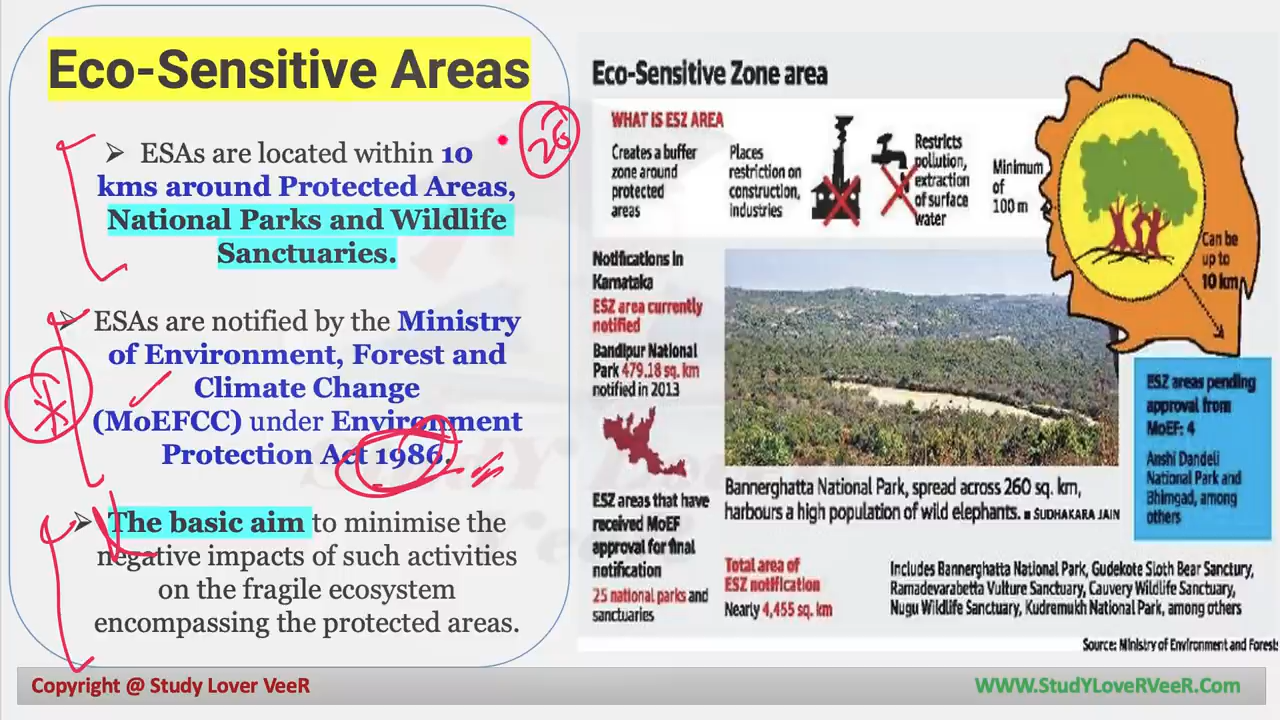 Eco-Sensitive Areas
➢ ESAs are located within 10
kms around Protected Areas,
National Parks and Wildlife
Sanctuaries.
➢ ESAs are notified by the Ministry
of Environment, Forest and
Climate Change
(MoEFCC) under Environment
Protection Act 1986.
➢ The basic aim to minimise the
negative impacts of such activities
on the fragile ecosystem
encompassing the protected areas.
Eco-Sensitive Zone area
WHAT IS ESZ AREA
Creates a buffer
zone around
protected
areas
Places
restriction on
construction,
industries
Restricts
pollution,
extraction
of surface
water
Minimum
of
100 m
Can be
up to
10 km
Notifications in
Karnataka
ESZ area currently
notified
Bandipur National
Park 479.18 sq. km
notified in 2013
ESZ areas that have
received MoEF
approval for final
notification
25 national parks and
sanctuaries
Bannerghatta National Park, spread across 260 sq. km,
harbours a high population of wild elephants. ■ SUDHAKARA JAIN
ESZ areas pending
approval from
MoEF: 4
Anshi Dandeli
National Park and
Bhimgad, among
others
Total area of
ESZ notification
Nearly 4,455 sq. km
Includes Bannerghatta National Park, Gudekote Sloth Bear Sanctury,
Ramadevarabetta Vulture Sanctuary, Cauvery Wildlife Sanctuary,
Nugu Wildlife Sanctuary, Kudremukh National Park, among others
Source: Ministry of Environment and Forests
Copyright @ Study Lover VeeR
WWW.StudYLoveRVeeR.Com